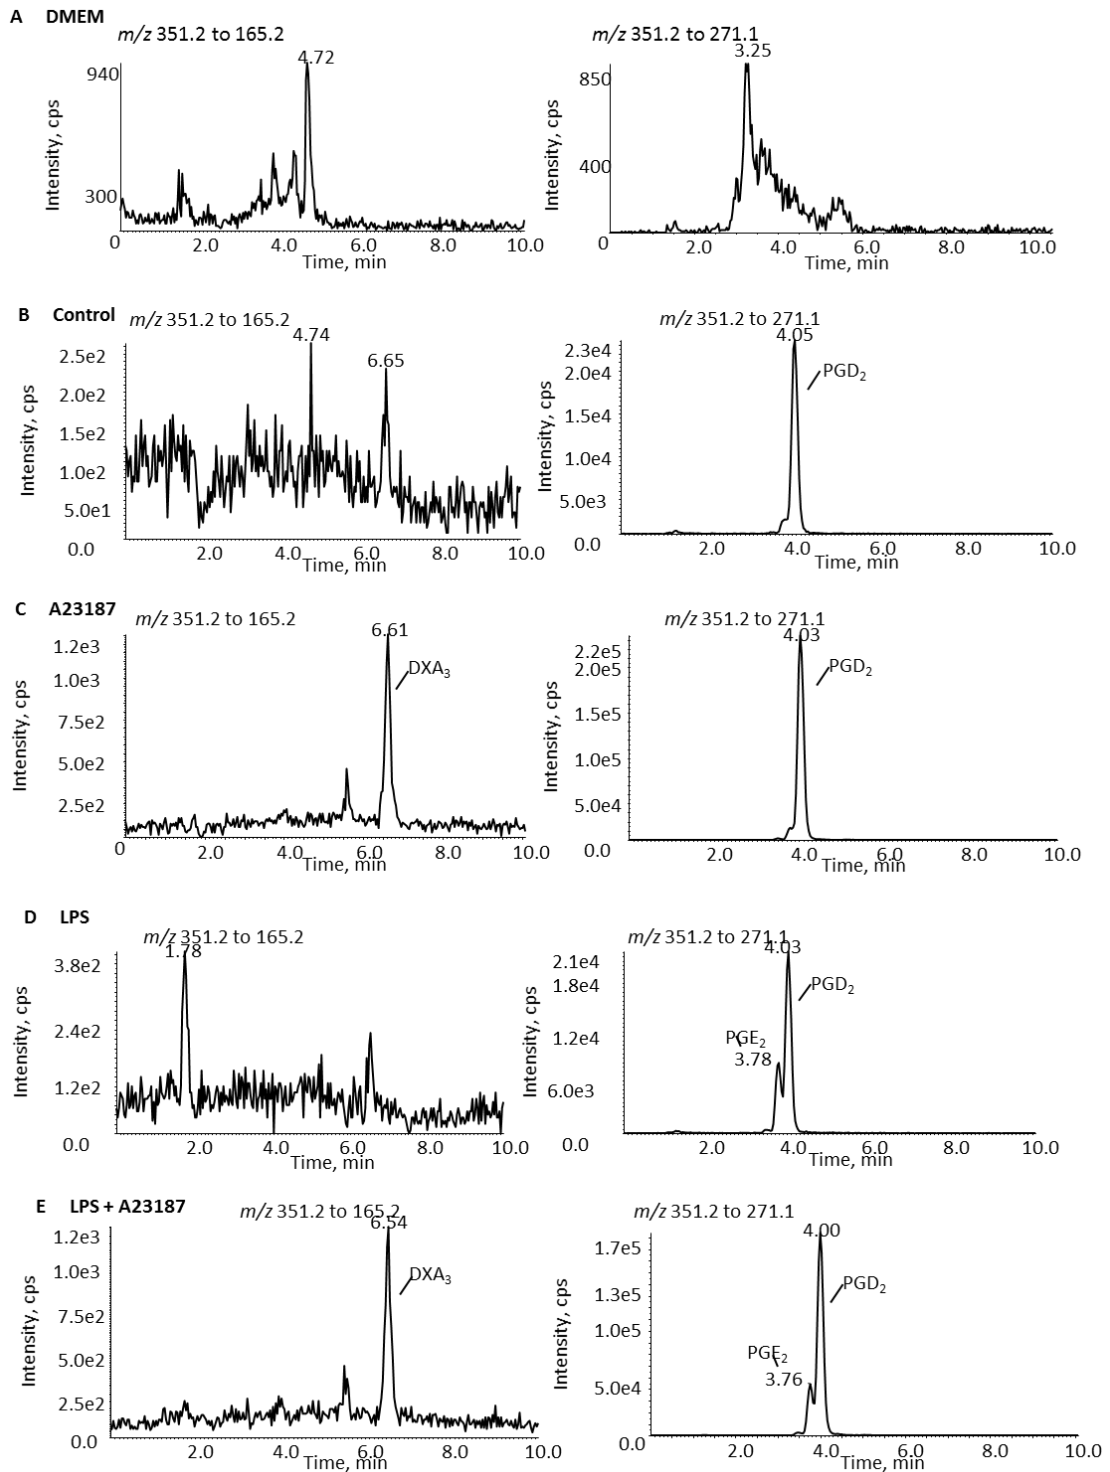 A DMEM
m/z 351.2 to 165.2
4.72
940
300
Intensity, cps
0 2.0 4.0 6.0 8.0 10.0
Time, min
m/z 351.2 to 271.1
3.25
850
400
Intensity, cps
0 2.0 4.0 6.0 8.0 10.0
Time, min
B Control
m/z 351.2 to 165.2
4.74
6.65
2.5e2
2.0e2
1.5e2
1.0e2
5.0e1
0.0
Intensity, cps
2.0 4.0 6.0 8.0 10.0
Time, min
m/z 351.2 to 271.1
4.05
PGD2
2.3e4
2.0e4
1.5e4
1.0e4
5.0e3
0.0
Intensity, cps
2.0 4.0 6.0 8.0 10.0
Time, min
C A23187
m/z 351.2 to 165.2
6.61
DXA3
1.2e3
1.0e3
7.5e2
5.0e2
2.5e2
Intensity, cps
0 2.0 4.0 6.0 8.0 10.0
Time, min
m/z 351.2 to 271.1
4.03
PGD2
2.2e5
2.0e5
1.5e5
1.0e5
5.0e4
0.0
Intensity, cps
2.0 4.0 6.0 8.0 10.0
Time, min
D LPS
m/z 351.2 to 165.2
1.78
3.8e2
2.4e2
1.2e2
0.0
Intensity, cps
2.0 4.0 6.0 8.0 10.0
Time, min
m/z 351.2 to 271.1
4.03
PGD2
PGE2
3.78
2.1e4
1.8e4
1.2e4
6.0e3
0.0
Intensity, cps
2.0 4.0 6.0 8.0 10.0
Time, min
E LPS + A23187
m/z 351.2 to 165.2
6.54
DXA3
1.2e3
1.0e3
7.5e2
5.0e2
2.5e2
0.0
Intensity, cps
2.0 4.0 6.0 8.0 10.0
Time, min
m/z 351.2 to 271.1
4.00
PGD2
PGE2
3.76
1.7e5
1.3e5
1.0e5
5.0e4
0.0
Intensity, cps
2.0 4.0 6.0 8.0 10.0
Time, min